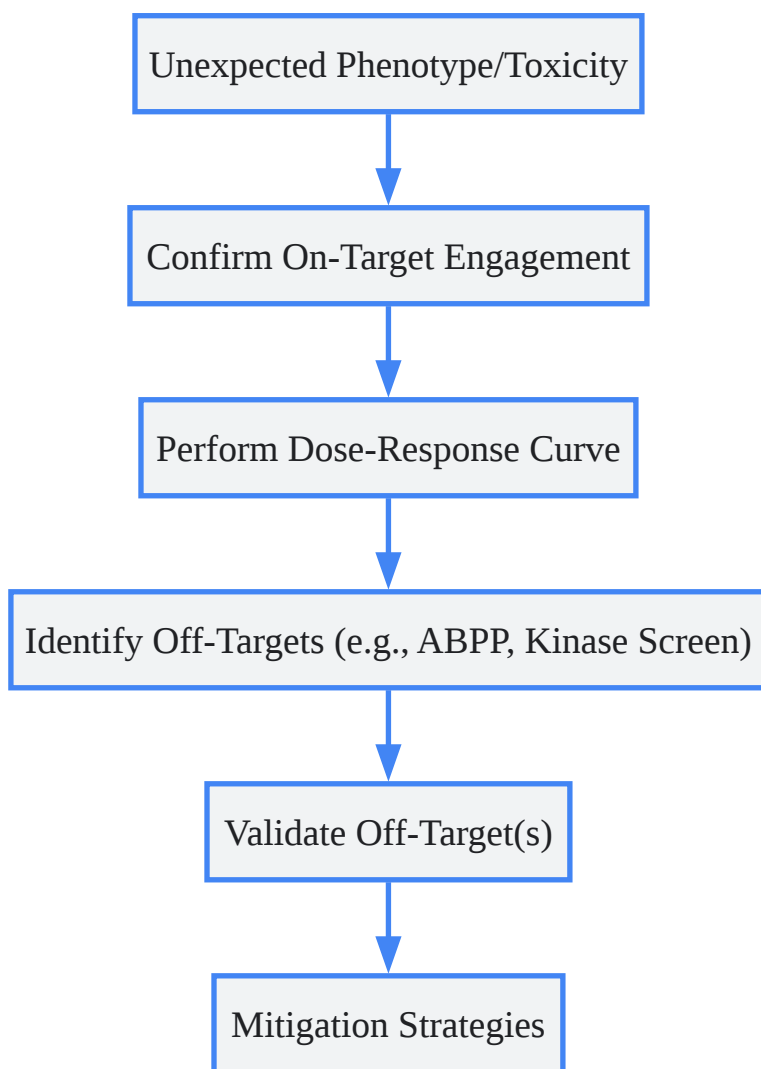 Unexpected Phenotype/Toxicity
Confirm On-Target Engagement
Perform Dose-Response Curve
Identify Off-Targets (e.g., ABPP, Kinase Screen)
Validate Off-Target(s)
Mitigation Strategies